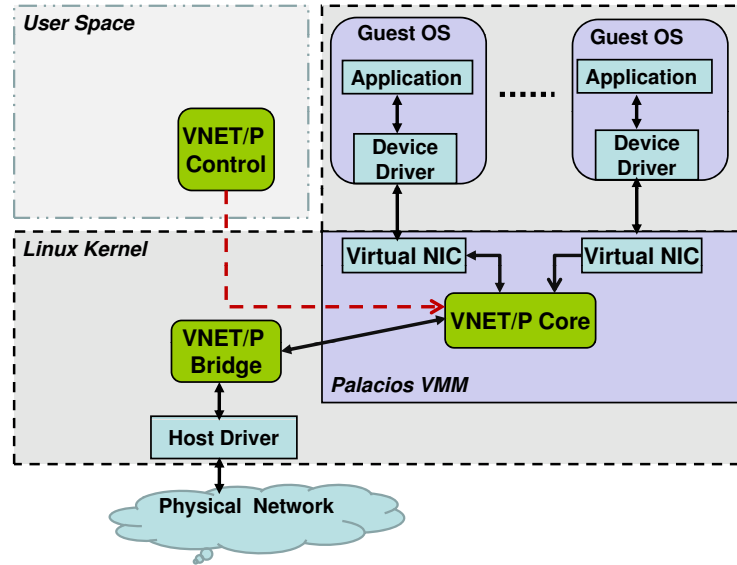 User Space
Guest OS
Guest OS
Application
Application
VNET/P
Control
Device
Driver
Device
Driver
Linux Kernel
Virtual NIC
Virtual NIC
VNET/P Core
VNET/P
Bridge
Palacios VMM
Host Driver
Physical Network